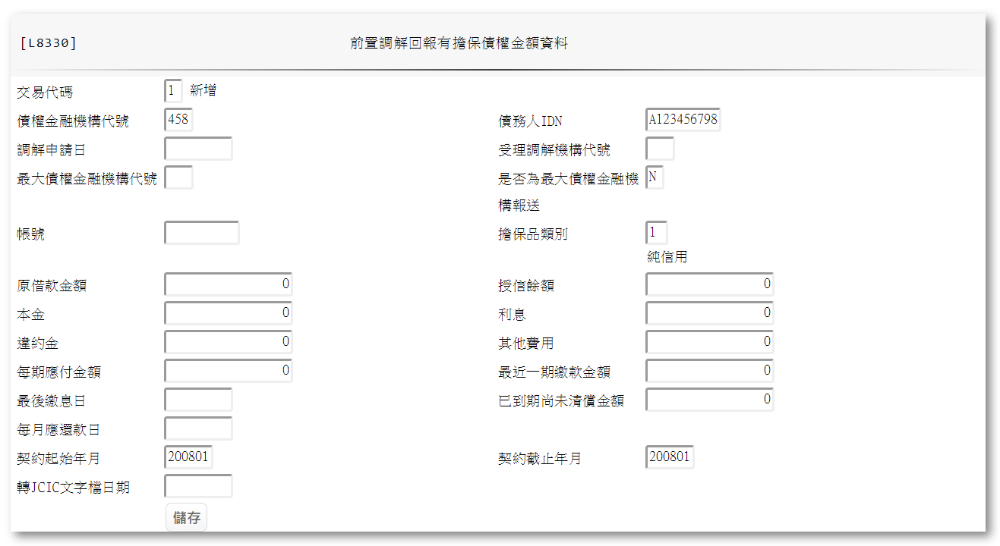 [L8330] 前置調解回報有擔保債權金額資料
交易代碼 1 新增
債權金融機構代號 458 債務人IDN A123456798
調解申請日 受理調解機構代號
最大債權金融機構代號 是否為最大債權金融機 N
構報送
帳號 擔保品類別 1
純信用
原借款金額 0 授信餘額 0
本金 0 利息 0
違約金 0 其他費用 0
每期應付金額 0 最近一期繳款金額 0
最後繳息日 已到期尚未清償金額 0
每月應還款日
契約起始年月 200801 契約截止年月 200801
轉JCIC文字檔日期
儲存